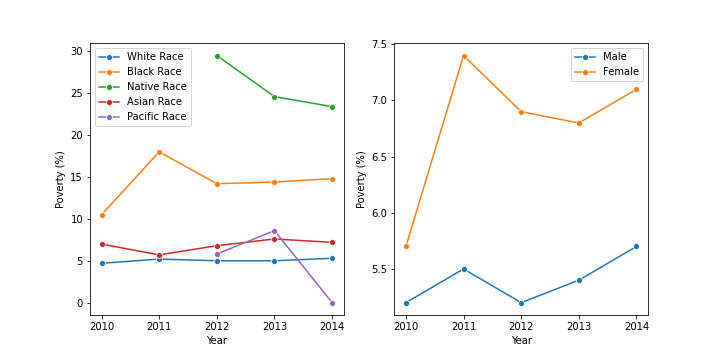 White Race
Black Race
Native Race
Asian Race
Pacific Race
30
25
20
15
10
5
0
Poverty (%)
2010 2011 2012 2013 2014
Year
Male
Female
7.5
7.0
6.5
6.0
5.5
Poverty (%)
2010 2011 2012 2013 2014
Year